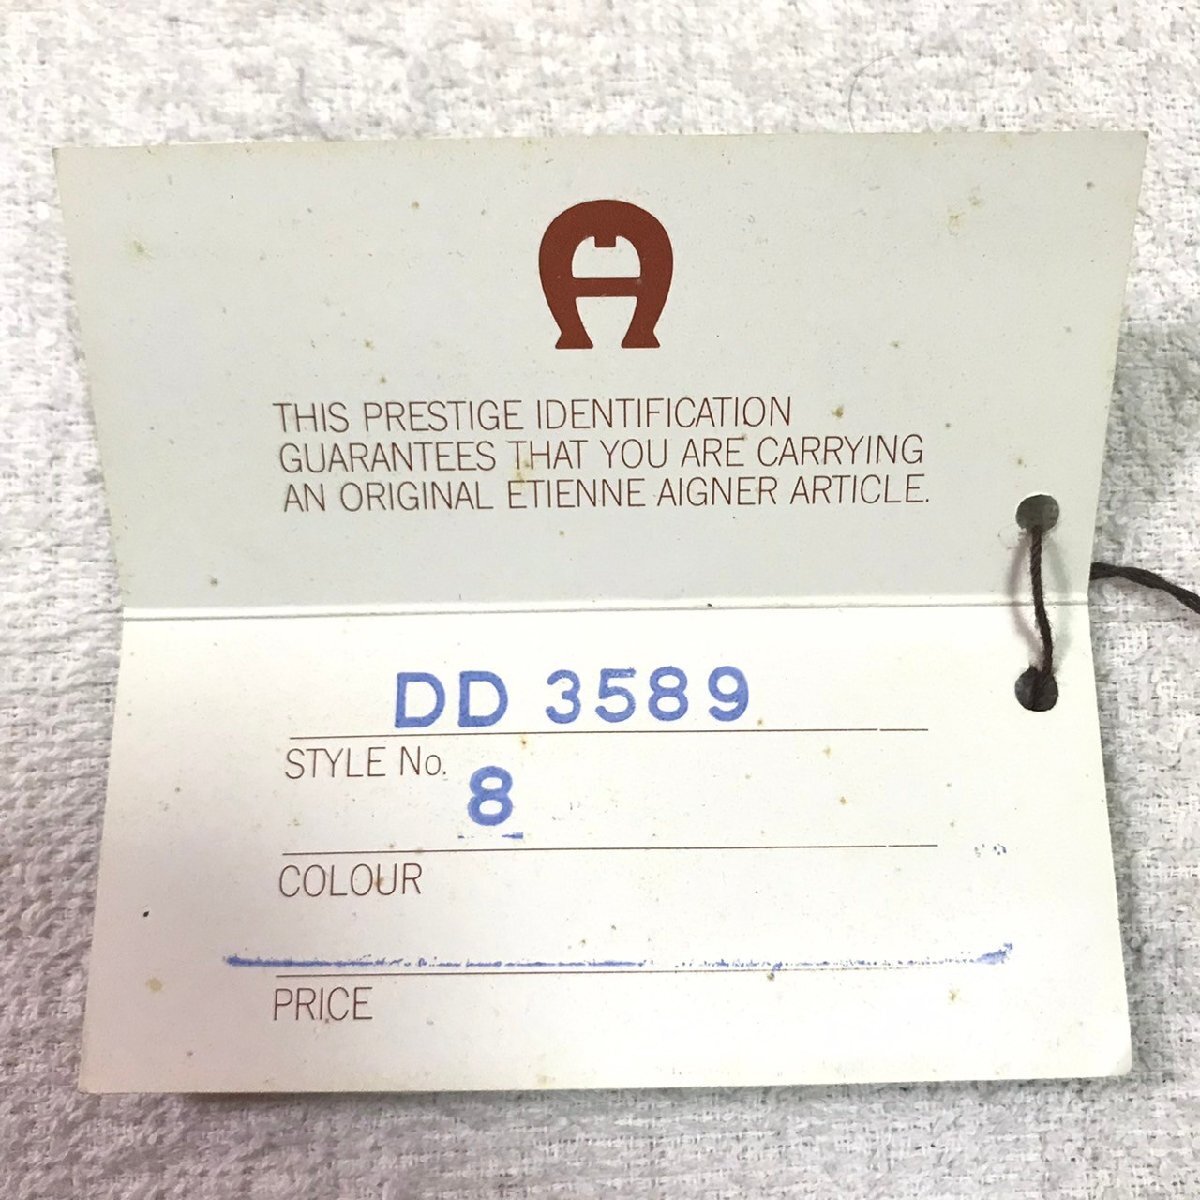 THIS PRESTIGE IDENTIFICATION
GUARANTEES THAT YOU ARE CARRYING
AN ORIGINAL ETIENNE AIGNER ARTICLE.
DD 3589
STYLE No.
8
COLOUR
PRICE